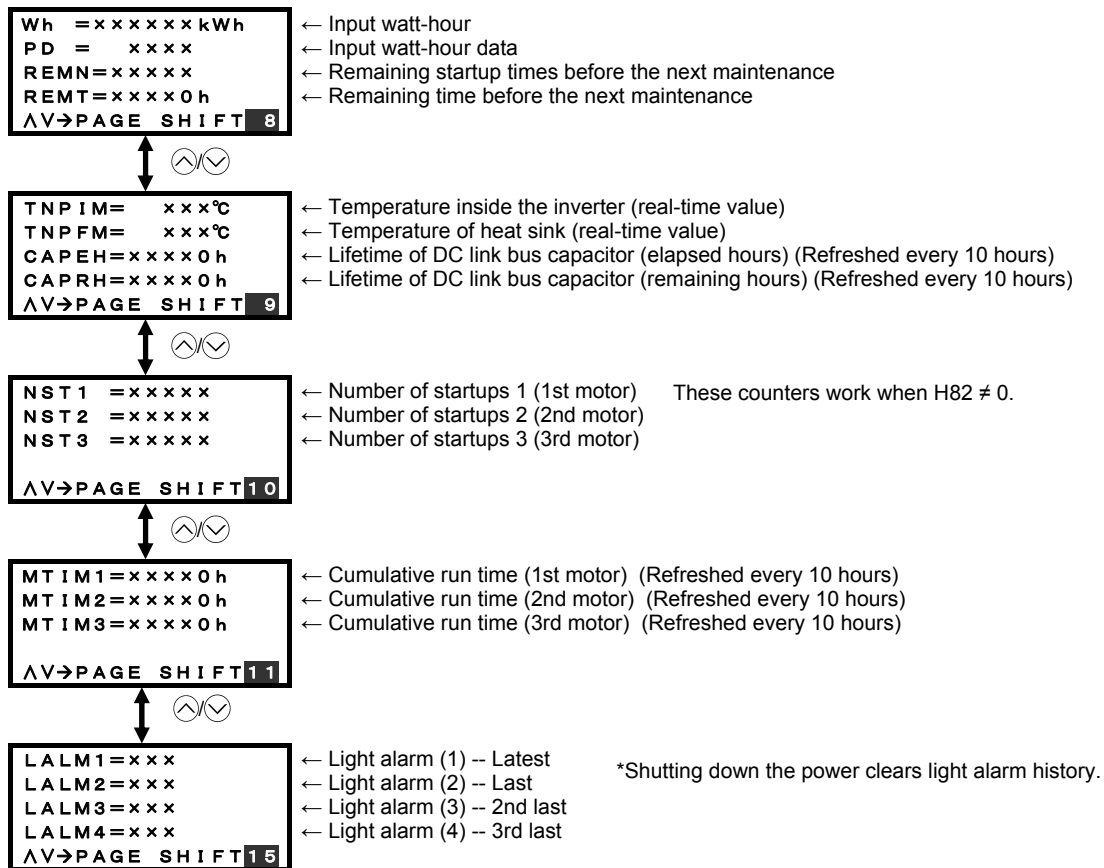 Wh =××××××kWh ← Input watt-hour
PD = ×××× ← Input watt-hour data
REMN=××××× ← Remaining startup times before the next maintenance
REMT=××××0h ← Remaining time before the next maintenance
∧∨→PAGE SHIFT 8
∧/∨
TNPIM= ×××℃ ← Temperature inside the inverter (real-time value)
TNPFM= ×××℃ ← Temperature of heat sink (real-time value)
CAPEH=××××0h ← Lifetime of DC link bus capacitor (elapsed hours) (Refreshed every 10 hours)
CAPRH=××××0h ← Lifetime of DC link bus capacitor (remaining hours) (Refreshed every 10 hours)
∧∨→PAGE SHIFT 9
∧/∨
NST1 =××××× ← Number of startups 1 (1st motor) These counters work when H82 ≠ 0.
NST2 =××××× ← Number of startups 2 (2nd motor)
NST3 =××××× ← Number of startups 3 (3rd motor)
∧∨→PAGE SHIFT 10
∧/∨
MTIM1=××××0h ← Cumulative run time (1st motor) (Refreshed every 10 hours)
MTIM2=××××0h ← Cumulative run time (2nd motor) (Refreshed every 10 hours)
MTIM3=××××0h ← Cumulative run time (3rd motor) (Refreshed every 10 hours)
∧∨→PAGE SHIFT 11
∧/∨
LALM1=××× ← Light alarm (1) -- Latest
LALM2=××× ← Light alarm (2) -- Last *Shutting down the power clears light alarm history.
LALM3=××× ← Light alarm (3) -- 2nd last
LALM4=××× ← Light alarm (4) -- 3rd last
∧∨→PAGE SHIFT 15